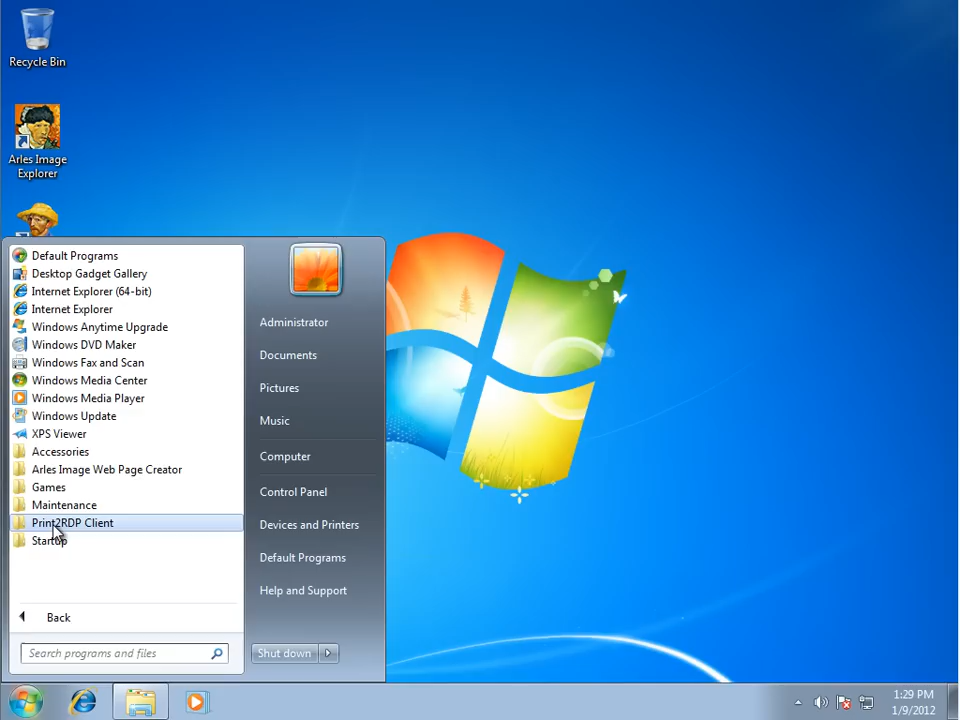 Recycle Bin
Arles Image
Explorer
Default Programs
Desktop Gadget Gallery
Internet Explorer (64-bit)
Internet Explorer
Windows Anytime Upgrade
Windows DVD Maker
Windows Fax and Scan
Windows Media Center
Windows Media Player
Windows Update
XPS Viewer
Accessories
Arles Image Web Page Creator
Games
Maintenance
Print2RDP Client
Startup
Back
Search programs and files
Administrator
Documents
Pictures
Music
Computer
Control Panel
Devices and Printers
Default Programs
Help and Support
Shut down
1:29 PM
1/9/2012